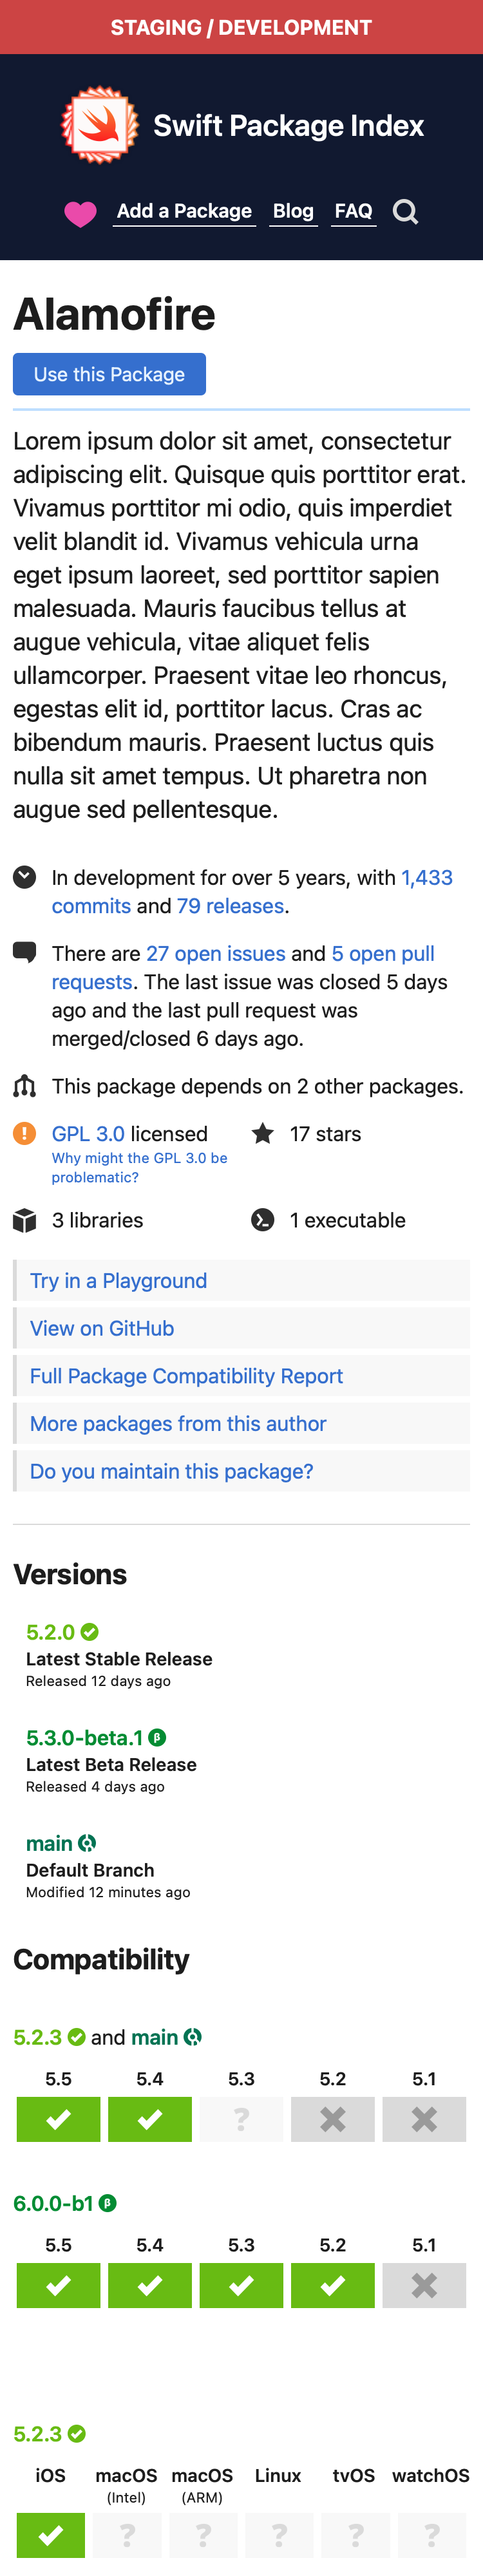 STAGING / DEVELOPMENT
Swift Package Index
Add a Package Blog FAQ
Alamofire
Use this Package
Lorem ipsum dolor sit amet, consectetur
adipiscing elit. Quisque quis porttitor erat.
Vivamus porttitor mi odio, quis imperdiet
velit blandit id. Vivamus vehicula urna
eget ipsum laoreet, sed porttitor sapien
malesuada. Mauris faucibus tellus at
augue vehicula, vitae aliquet felis
ullamcorper. Praesent vitae leo rhoncus,
egestas elit id, porttitor lacus. Cras ac
bibendum mauris. Praesent luctus quis
nulla sit amet tempus. Ut pharetra non
augue sed pellentesque.
In development for over 5 years, with 1,433
commits and 79 releases.
There are 27 open issues and 5 open pull
requests. The last issue was closed 5 days
ago and the last pull request was
merged/closed 6 days ago.
This package depends on 2 other packages.
GPL 3.0 licensed
Why might the GPL 3.0 be
problematic?
17 stars
3 libraries
1 executable
Try in a Playground
View on GitHub
Full Package Compatibility Report
More packages from this author
Do you maintain this package?
Versions
5.2.0
Latest Stable Release
Released 12 days ago
5.3.0-beta.1 β
Latest Beta Release
Released 4 days ago
main
Default Branch
Modified 12 minutes ago
Compatibility
5.2.3 and main
5.5 5.4 5.3 5.2 5.1
?
6.0.0-b1 β
5.5 5.4 5.3 5.2 5.1
5.2.3
iOS macOS macOS Linux tvOS watchOS
(Intel) (ARM)
? ? ? ? ?